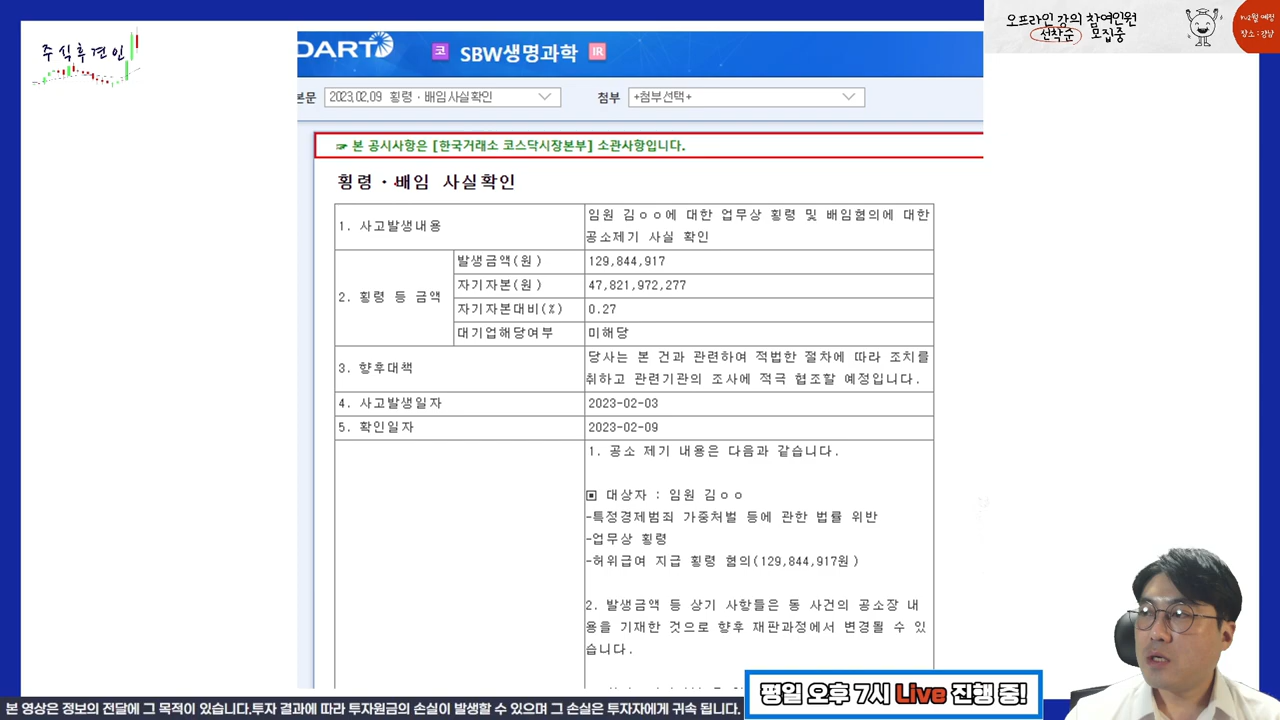 주식후견인
오프라인 강의 참여인원
선착순 모집중
11/12월 예정
장소 : 강남
DART
코 SBW생명과학 IR
본문 2023.02.09 횡령ㆍ배임사실확인 첨부 +첨부선택+
☞ 본 공시사항은 [한국거래소 코스닥시장본부] 소관사항입니다.
횡령ㆍ배임 사실확인
1. 사고발생내용
임원 김ㅇㅇ에 대한 업무상 횡령 및 배임혐의에 대한
공소제기 사실 확인
2. 횡령 등 금액
발생금액(원) 129,844,917
자기자본(원) 47,821,972,277
자기자본대비(%) 0.27
대기업해당여부 미해당
3. 향후대책
당사는 본 건과 관련하여 적법한 절차에 따라 조치를
취하고 관련기관의 조사에 적극 협조할 예정입니다.
4. 사고발생일자 2023-02-03
5. 확인일자 2023-02-09
1. 공소 제기 내용은 다음과 같습니다.
▣ 대상자 : 임원 김ㅇㅇ
-특정경제범죄 가중처벌 등에 관한 법률 위반
-업무상 횡령
-허위급여 지급 횡령 혐의(129,844,917원)
2. 발생금액 등 상기 사항들은 동 사건의 공소장 내
용을 기재한 것으로 향후 재판과정에서 변경될 수 있
습니다.
평일 오후 7시 Live 진행 중!
본 영상은 정보의 전달에 그 목적이 있습니다.투자 결과에 따라 투자원금의 손실이 발생할 수 있으며 그 손실은 투자자에게 귀속 됩니다.